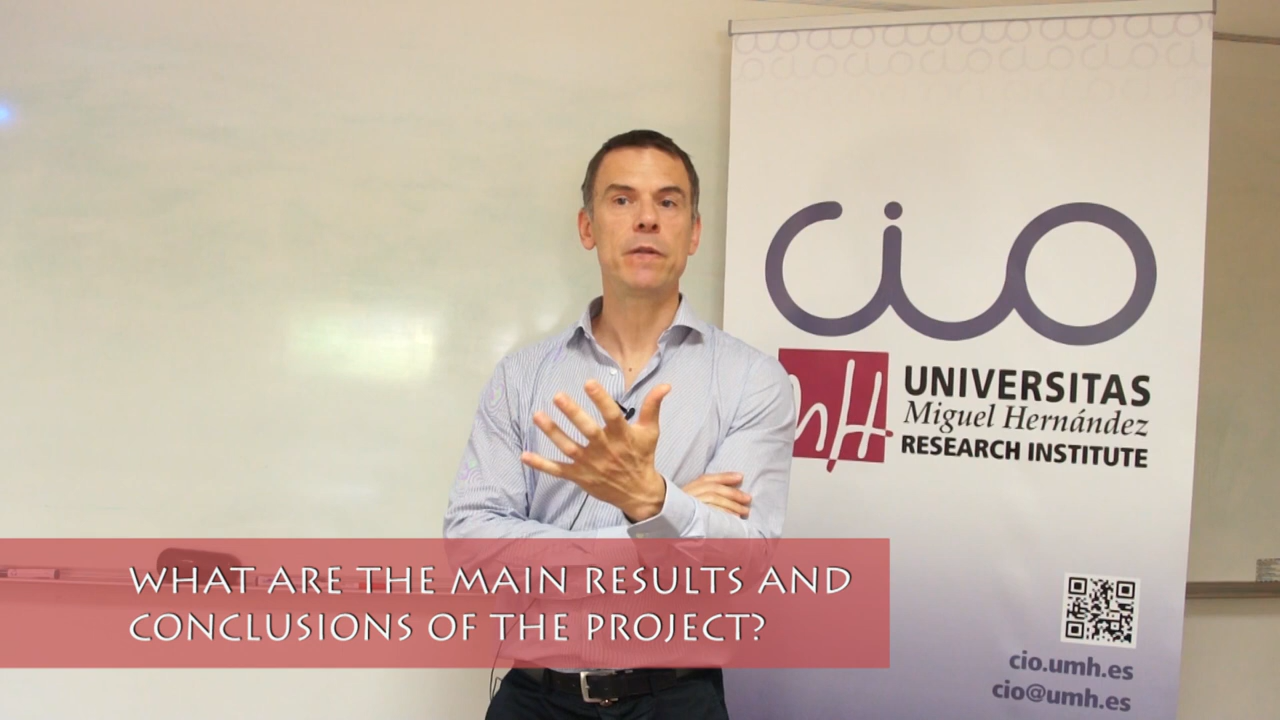 cio
UNIVERSITAS
Miguel Hernández
RESEARCH INSTITUTE
WHAT ARE THE MAIN RESULTS AND
CONCLUSIONS OF THE PROJECT?
cio.umh.es
cio@umh.es